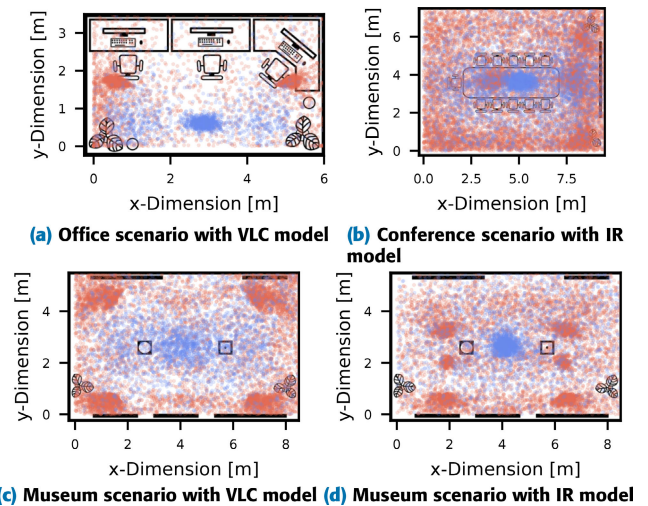 y-Dimension [m]
3
2
1
0
0 2 4 6
x-Dimension [m]
(a) Office scenario with VLC model
y-Dimension [m]
6
4
2
0
0.0 2.5 5.0 7.5
x-Dimension [m]
(b) Conference scenario with IR
model
y-Dimension [m]
4
2
0
0 2 4 6 8
x-Dimension [m]
(c) Museum scenario with VLC model
y-Dimension [m]
4
2
0
0 2 4 6 8
x-Dimension [m]
(d) Museum scenario with IR model